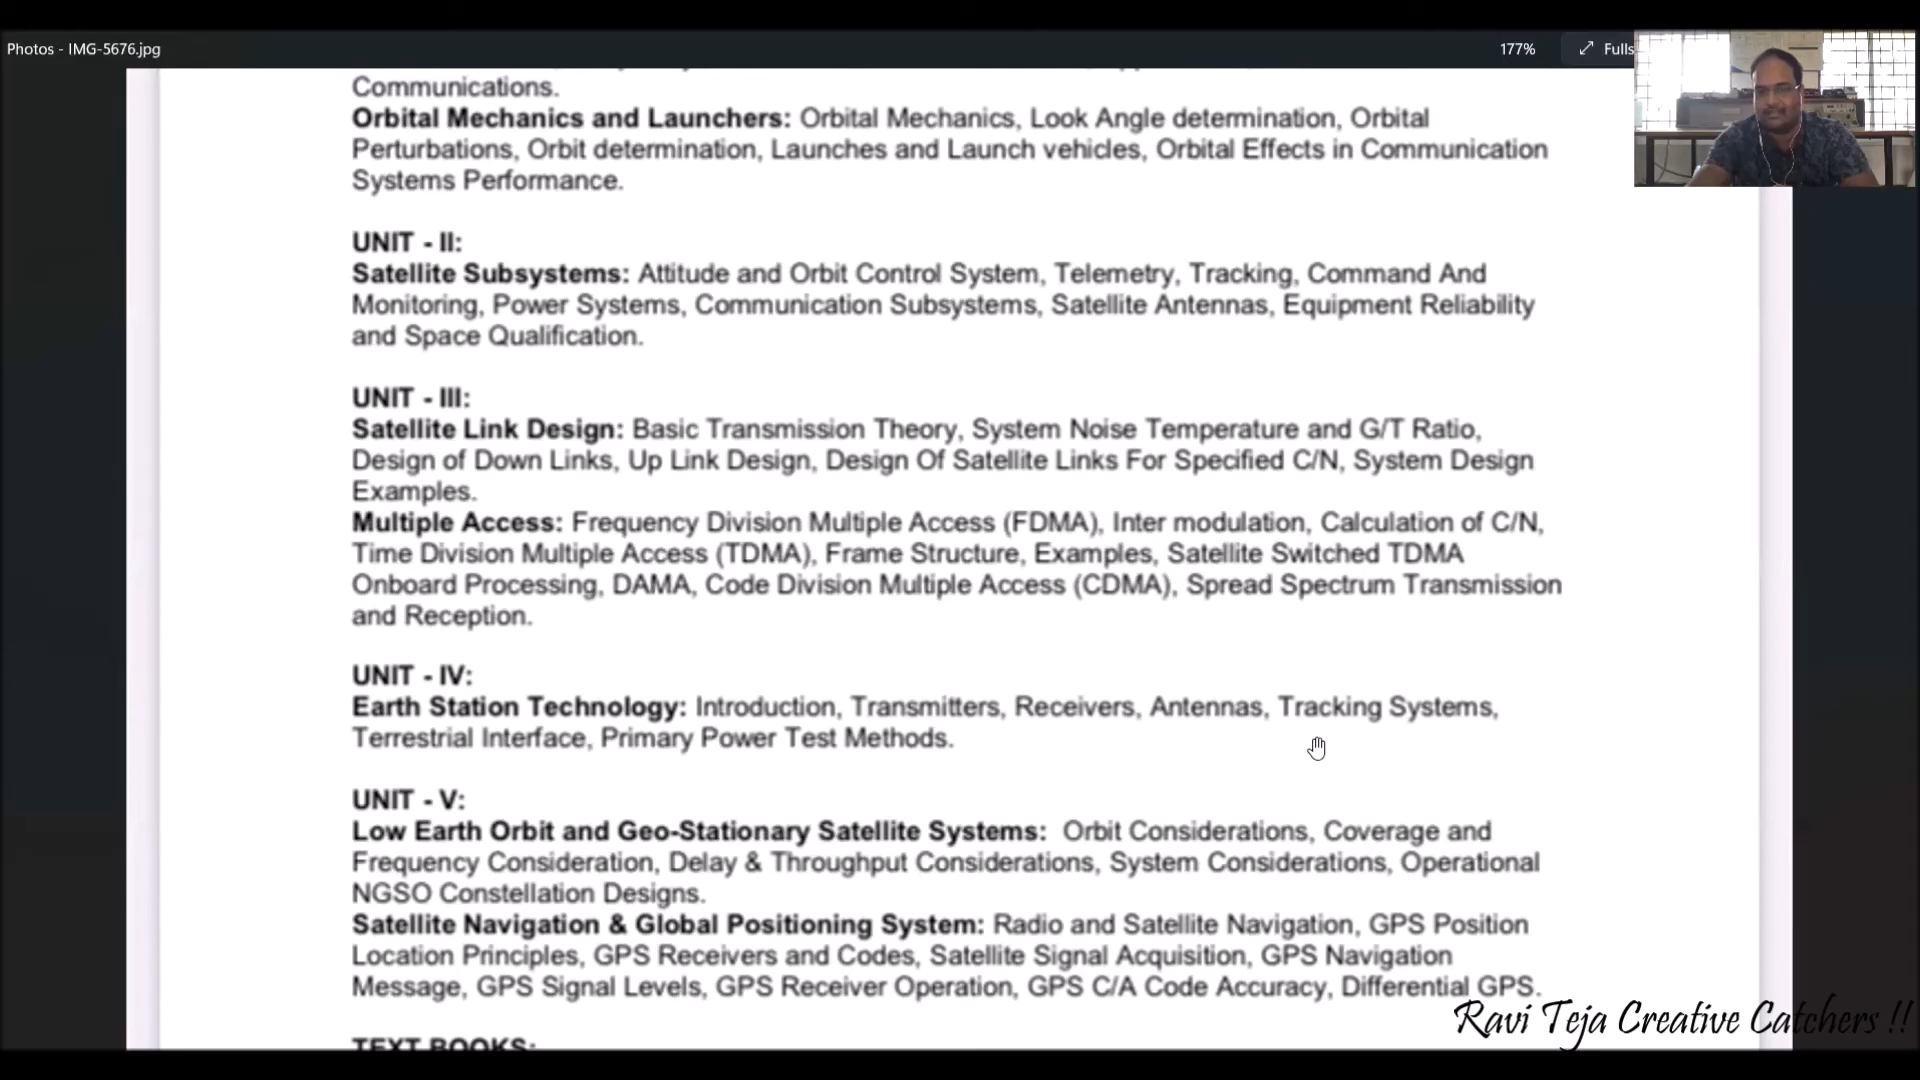 Photos - IMG-5676.jpg
177%
Fulls
Communications.
Orbital Mechanics and Launchers: Orbital Mechanics, Look Angle determination, Orbital
Perturbations, Orbit determination, Launches and Launch vehicles, Orbital Effects in Communication
Systems Performance.
UNIT - II:
Satellite Subsystems: Attitude and Orbit Control System, Telemetry, Tracking, Command And
Monitoring, Power Systems, Communication Subsystems, Satellite Antennas, Equipment Reliability
and Space Qualification.
UNIT - III:
Satellite Link Design: Basic Transmission Theory, System Noise Temperature and G/T Ratio,
Design of Down Links, Up Link Design, Design Of Satellite Links For Specified C/N, System Design
Examples.
Multiple Access: Frequency Division Multiple Access (FDMA), Inter modulation, Calculation of C/N,
Time Division Multiple Access (TDMA), Frame Structure, Examples, Satellite Switched TDMA
Onboard Processing, DAMA, Code Division Multiple Access (CDMA), Spread Spectrum Transmission
and Reception.
UNIT - IV:
Earth Station Technology: Introduction, Transmitters, Receivers, Antennas, Tracking Systems,
Terrestrial Interface, Primary Power Test Methods.
UNIT - V:
Low Earth Orbit and Geo-Stationary Satellite Systems: Orbit Considerations, Coverage and
Frequency Consideration, Delay & Throughput Considerations, System Considerations, Operational
NGSO Constellation Designs.
Satellite Navigation & Global Positioning System: Radio and Satellite Navigation, GPS Position
Location Principles, GPS Receivers and Codes, Satellite Signal Acquisition, GPS Navigation
Message, GPS Signal Levels, GPS Receiver Operation, GPS C/A Code Accuracy, Differential GPS.
TEXT BOOKS:
Ravi Teja Creative Catchers !!